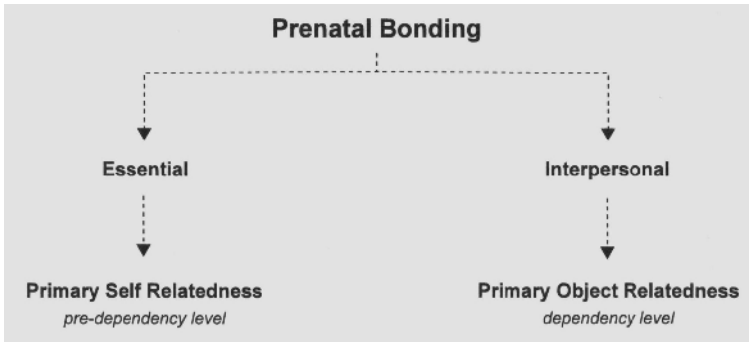 Prenatal Bonding
Essential
Interpersonal
Primary Self Relatedness
pre-dependency level
Primary Object Relatedness
dependency level